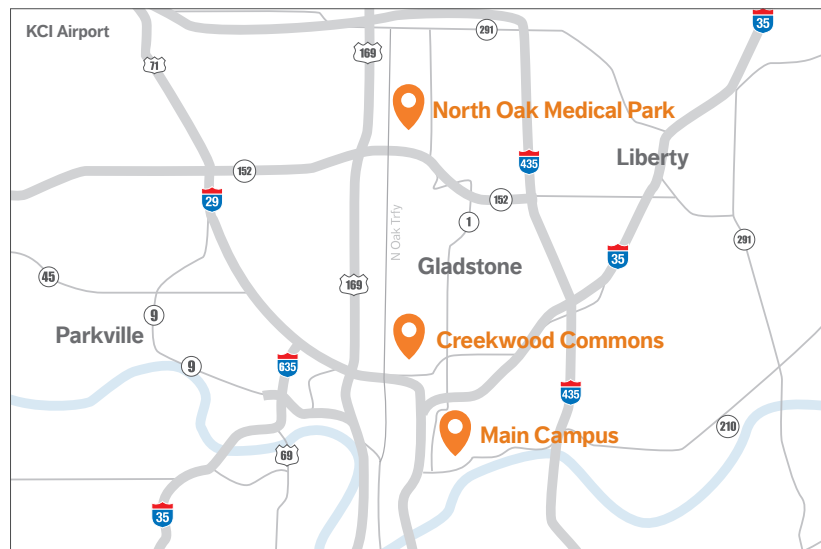 KCI Airport
291
35
169
71
North Oak Medical Park
Liberty
152
435
29
152
1
N Oak Trfy
291
Gladstone
35
45
169
9
Parkville
Creekwood Commons
9
635
435
210
Main Campus
69
35